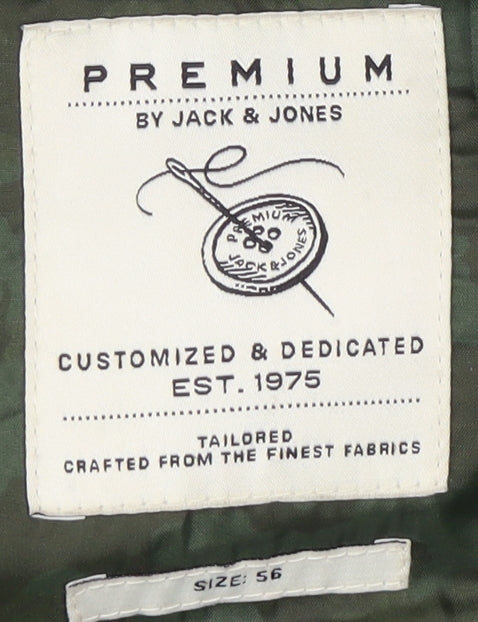 PREMIUM
BY JACK & JONES
PREMIUM
JACK&JONES
CUSTOMIZED & DEDICATED
EST. 1975
TAILORED
CRAFTED FROM THE FINEST FABRICS
SIZE: 56